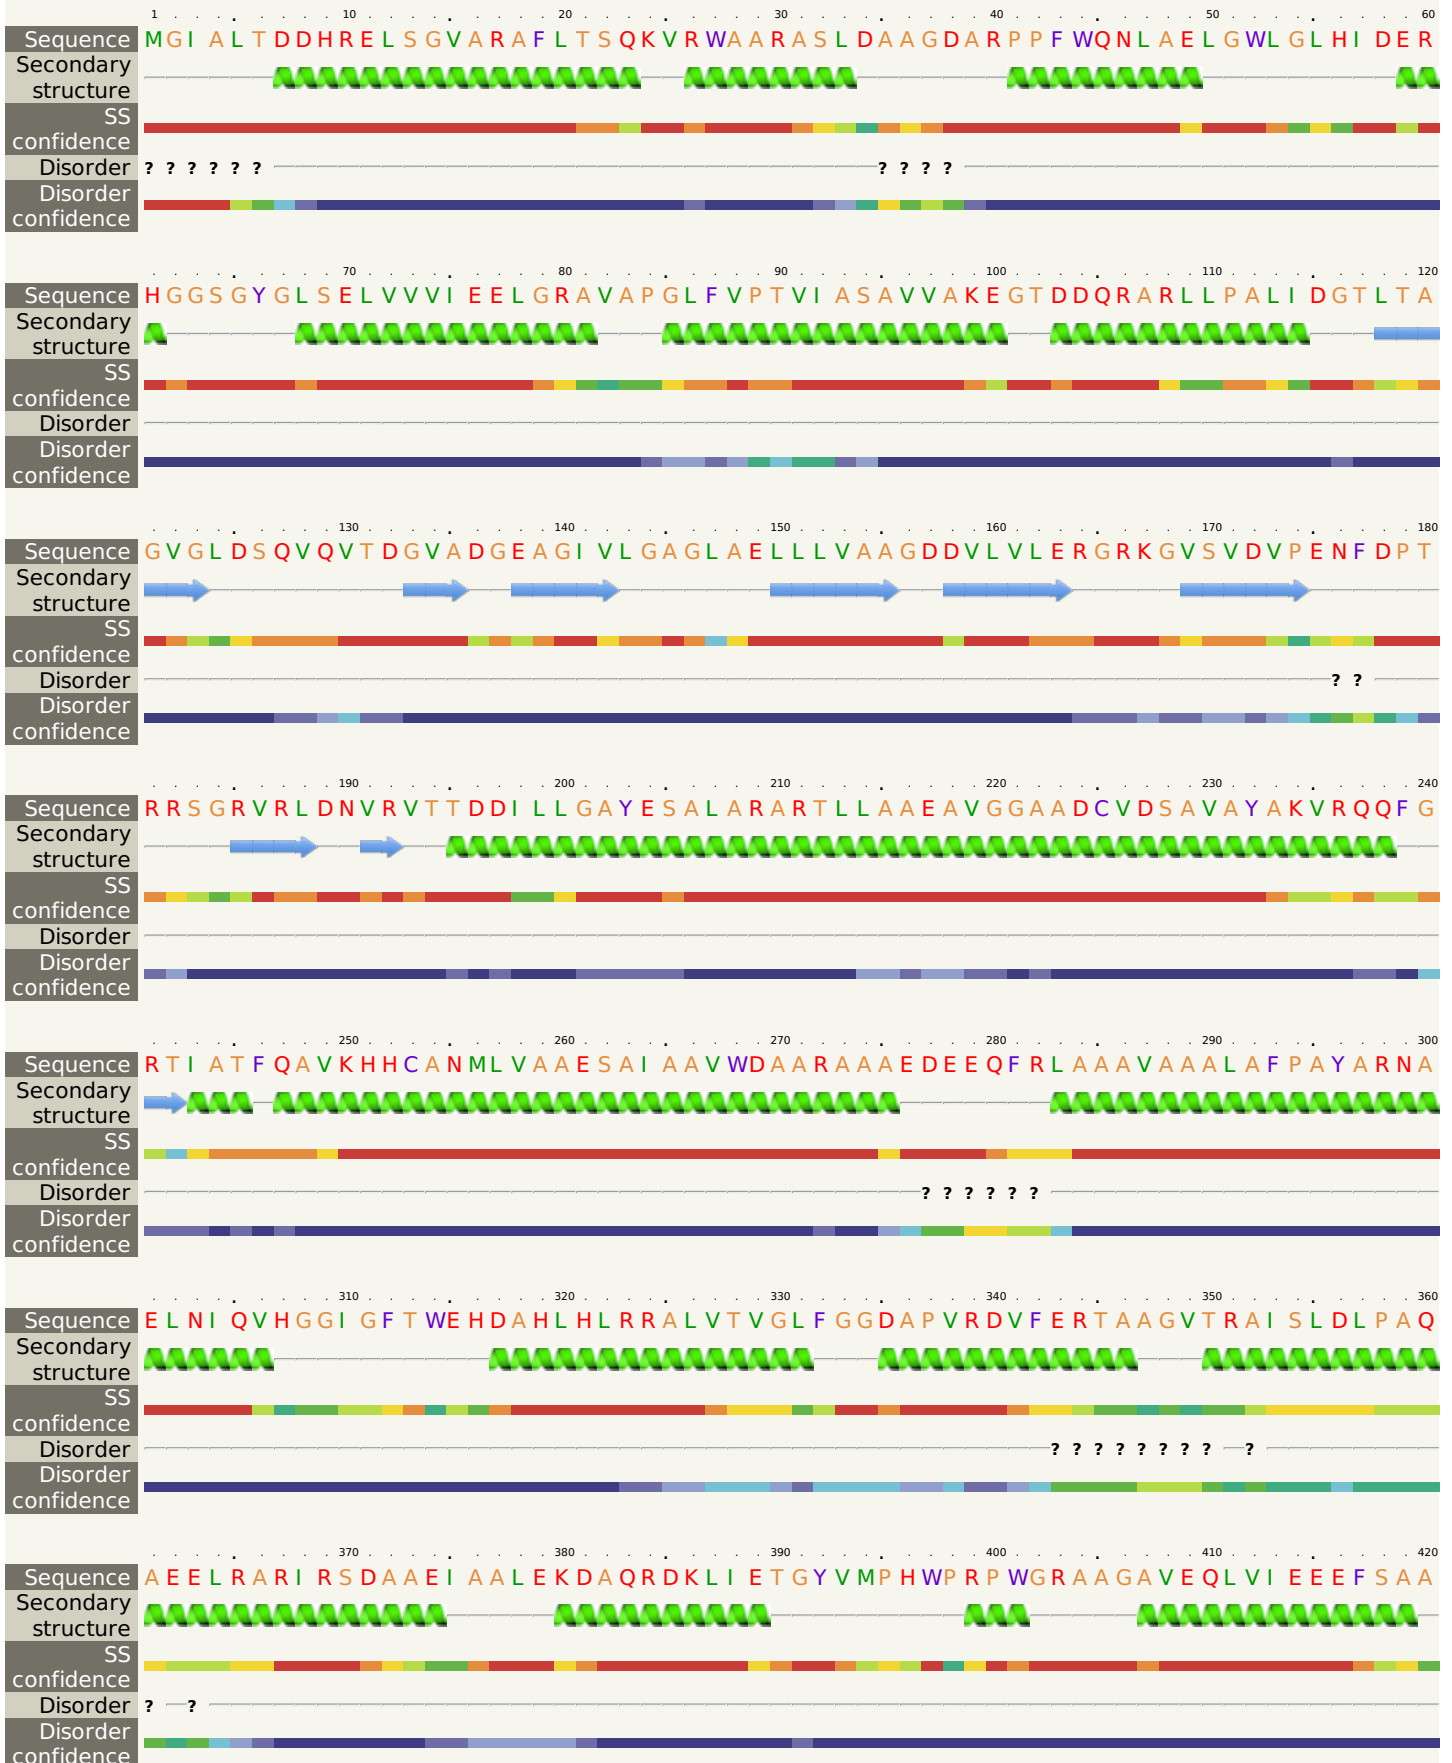 1 . . . . . . . . 10 . . . . . . . . . 20 . . . . . . . . . 30 . . . . . . . . . 40 . . . . . . . . . 50 . . . . . . . . . 60
Sequence MGIALTDDHRELSGVARAFLTSQKVRWAARASLDAAGDARPPFWQNLAELGWLGLHIDER
Secondary
structure
SS
confidence
Disorder ? ? ? ? ? ? ? ? ? ?
Disorder
confidence
. . . . . . . . . 70 . . . . . . . . . 80 . . . . . . . . . 90 . . . . . . . . . 100 . . . . . . . . . 110 . . . . . . . . . 120
Sequence HGGSGYGLSELVVVIEELGRAVAPGLFVPTVIASAVVAKEGTDDQRARLLPALIDGTLTA
Secondary
structure
SS
confidence
Disorder
Disorder
confidence
. . . . . . . . . 130 . . . . . . . . . 140 . . . . . . . . . 150 . . . . . . . . . 160 . . . . . . . . . 170 . . . . . . . . . 180
Sequence GVGLDSQVQVTDGVADGEAGIVLGAGLAELLLVAAGDDVLVLERGRKGVSVDVPENFDPT
Secondary
structure
SS
confidence
Disorder ? ?
Disorder
confidence
. . . . . . . . . 190 . . . . . . . . . 200 . . . . . . . . . 210 . . . . . . . . . 220 . . . . . . . . . 230 . . . . . . . . . 240
Sequence RRSGRVRLDNVRVTTDDILLGAYESALARARTLLAAEAVGGAADCVDSAVAYAKVRQQFG
Secondary
structure
SS
confidence
Disorder
Disorder
confidence
. . . . . . . . . 250 . . . . . . . . . 260 . . . . . . . . . 270 . . . . . . . . . 280 . . . . . . . . . 290 . . . . . . . . . 300
Sequence RTIATFQAVKHHCANMLVAAESAIAAVWDAARAAAEDEEQFRLAAAVAAALAFPAYARNA
Secondary
structure
SS
confidence
Disorder ? ? ? ? ? ?
Disorder
confidence
. . . . . . . . . 310 . . . . . . . . . 320 . . . . . . . . . 330 . . . . . . . . . 340 . . . . . . . . . 350 . . . . . . . . . 360
Sequence ELNIQVHGGIGFTWEHDAHLHLRRALVTVGLFGGDAPVRDVFERTAAGVTRAISLDLPAQ
Secondary
structure
SS
confidence
Disorder ? ? ? ? ? ? ? ? ?
Disorder
confidence
. . . . . . . . . 370 . . . . . . . . . 380 . . . . . . . . . 390 . . . . . . . . . 400 . . . . . . . . . 410 . . . . . . . . . 420
Sequence AEELRARIRSDAAEIAALEKDAQRDKLIETGYVMPHWPRPWGRAAGAVEQLVIEEEFSAA
Secondary
structure
SS
confidence
Disorder ? ?
Disorder
confidence